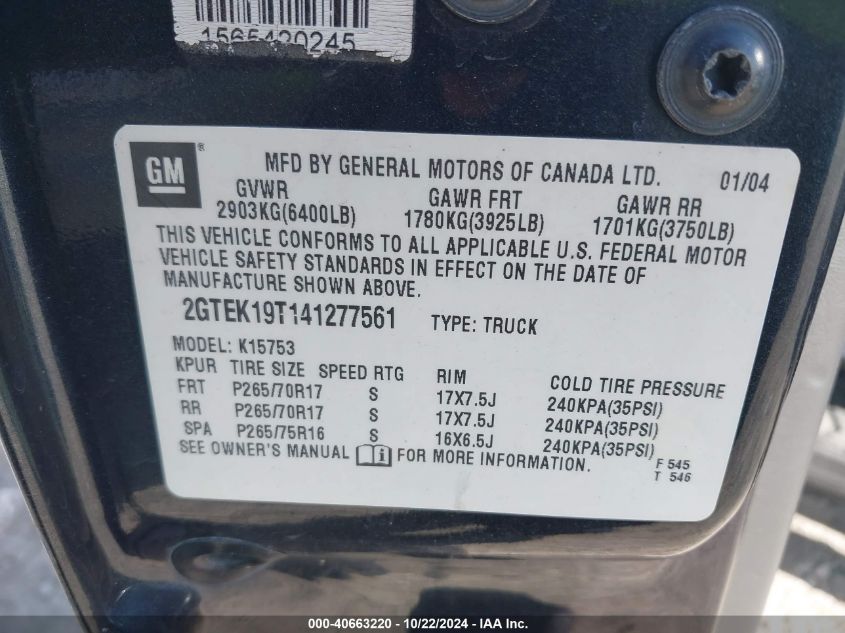 1565420245
GM ®
MFD BY GENERAL MOTORS OF CANADA LTD. 01/04
GVWR GAWR FRT GAWR RR
2903KG(6400LB) 1780KG(3925LB) 1701KG(3750LB)
THIS VEHICLE CONFORMS TO ALL APPLICABLE U.S. FEDERAL MOTOR
VEHICLE SAFETY STANDARDS IN EFFECT ON THE DATE OF
MANUFACTURE SHOWN ABOVE.
2GTEK19T141277561 TYPE: TRUCK
MODEL: K15753
KPUR TIRE SIZE SPEED RTG RIM COLD TIRE PRESSURE
FRT P265/70R17 S 17X7.5J 240KPA(35PSI)
RR P265/70R17 S 17X7.5J 240KPA(35PSI)
SPA P265/75R16 S 16X6.5J 240KPA(35PSI)
SEE OWNER'S MANUAL i FOR MORE INFORMATION.
F 545
T 546
000-40663220 - 10/22/2024 - IAA Inc.